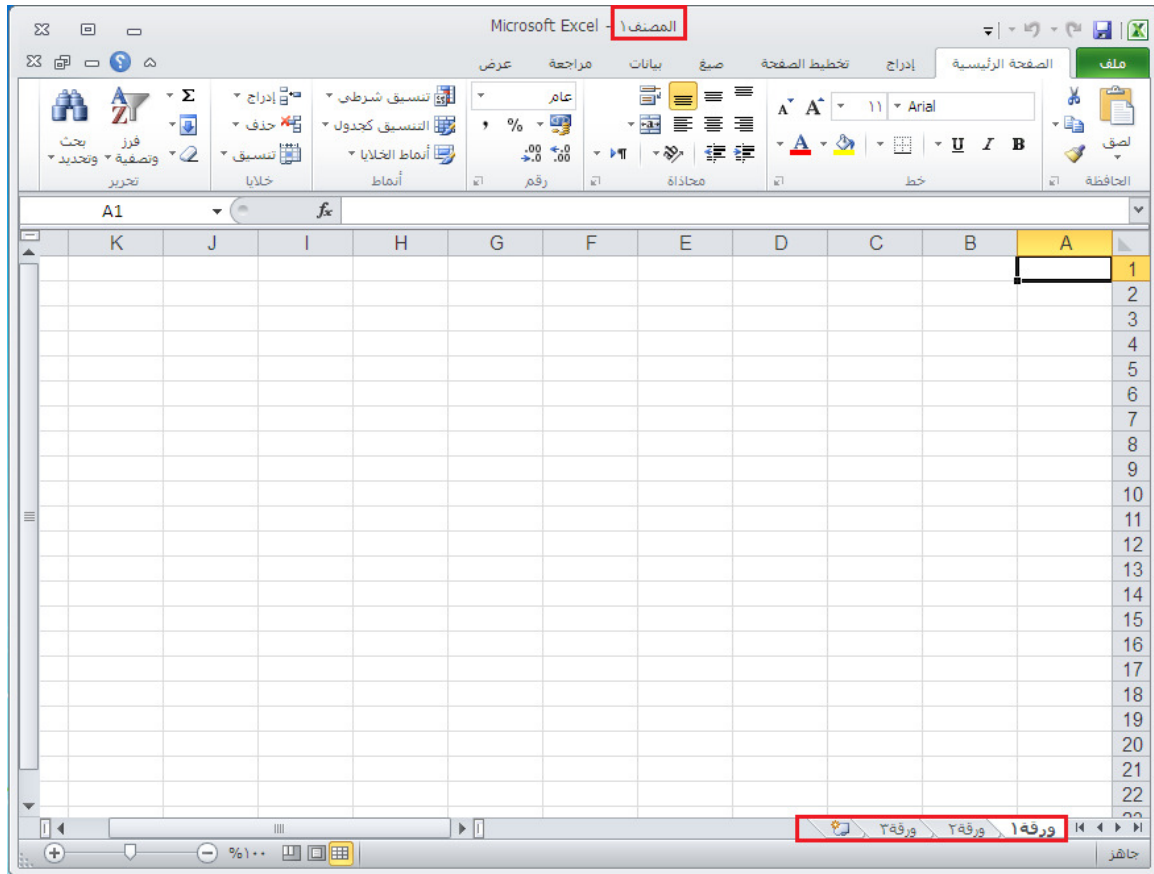 المصنف١ - Microsoft Excel
ملف الصفحة الرئيسية إدراج تخطيط الصفحة صيغ بيانات مراجعة عرض
لصق
Arial ١١
B I U
A A
A
عام
% ,
تنسيق شرطي
التنسيق كجدول
أنماط الخلايا
إدراج
حذف
تنسيق
Σ
فرز وتصفية
بحث وتحديد
الحافظة خط محاذاة رقم أنماط خلايا تحرير
A1 fx
A B C D E F G H I J K
1
2
3
4
5
6
7
8
9
10
11
12
13
14
15
16
17
18
19
20
21
22
ورقة١ ورقة٢ ورقة٣
جاهز %١٠٠